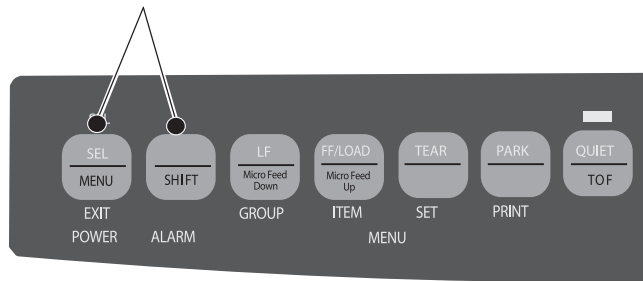 SEL LF FF/LOAD TEAR PARK QUIET
MENU SHIFT Micro Feed Down Micro Feed Up TOF
EXIT GROUP ITEM SET PRINT
POWER ALARM MENU